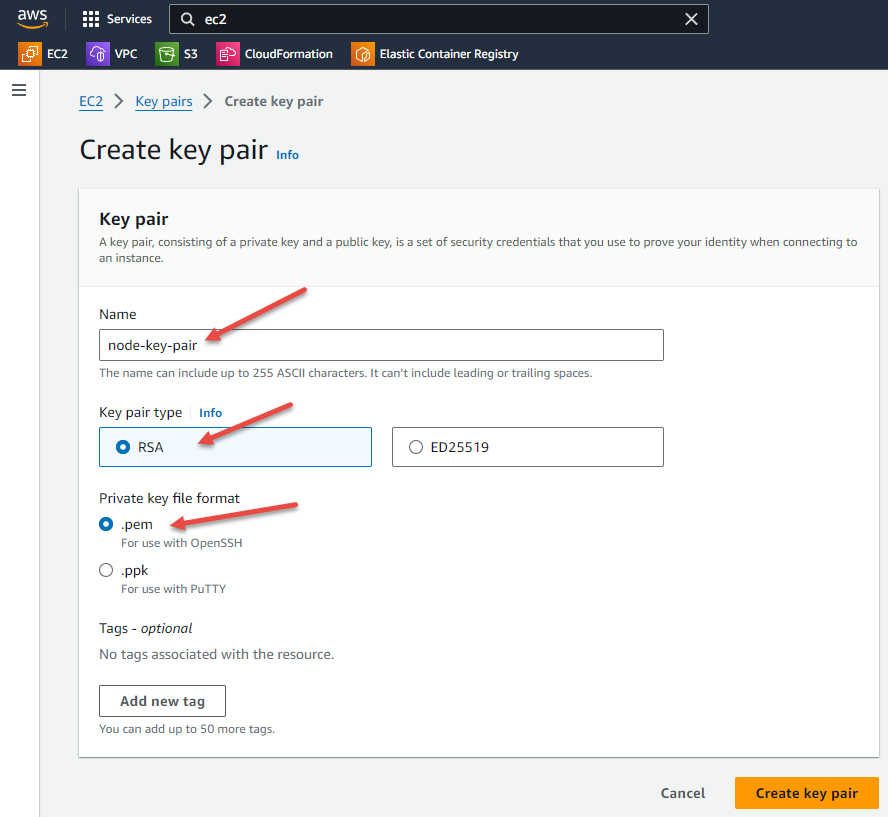 aws
Services
ec2
EC2
VPC
S3
CloudFormation
Elastic Container Registry
EC2 > Key pairs > Create key pair
Create key pair Info
Key pair
A key pair, consisting of a private key and a public key, is a set of security credentials that you use to prove your identity when connecting to
an instance.
Name
node-key-pair
The name can include up to 255 ASCII characters. It can't include leading or trailing spaces.
Key pair type Info
RSA
ED25519
Private key file format
.pem
For use with OpenSSH
.ppk
For use with PuTTY
Tags - optional
No tags associated with the resource.
Add new tag
You can add up to 50 more tags.
Cancel
Create key pair